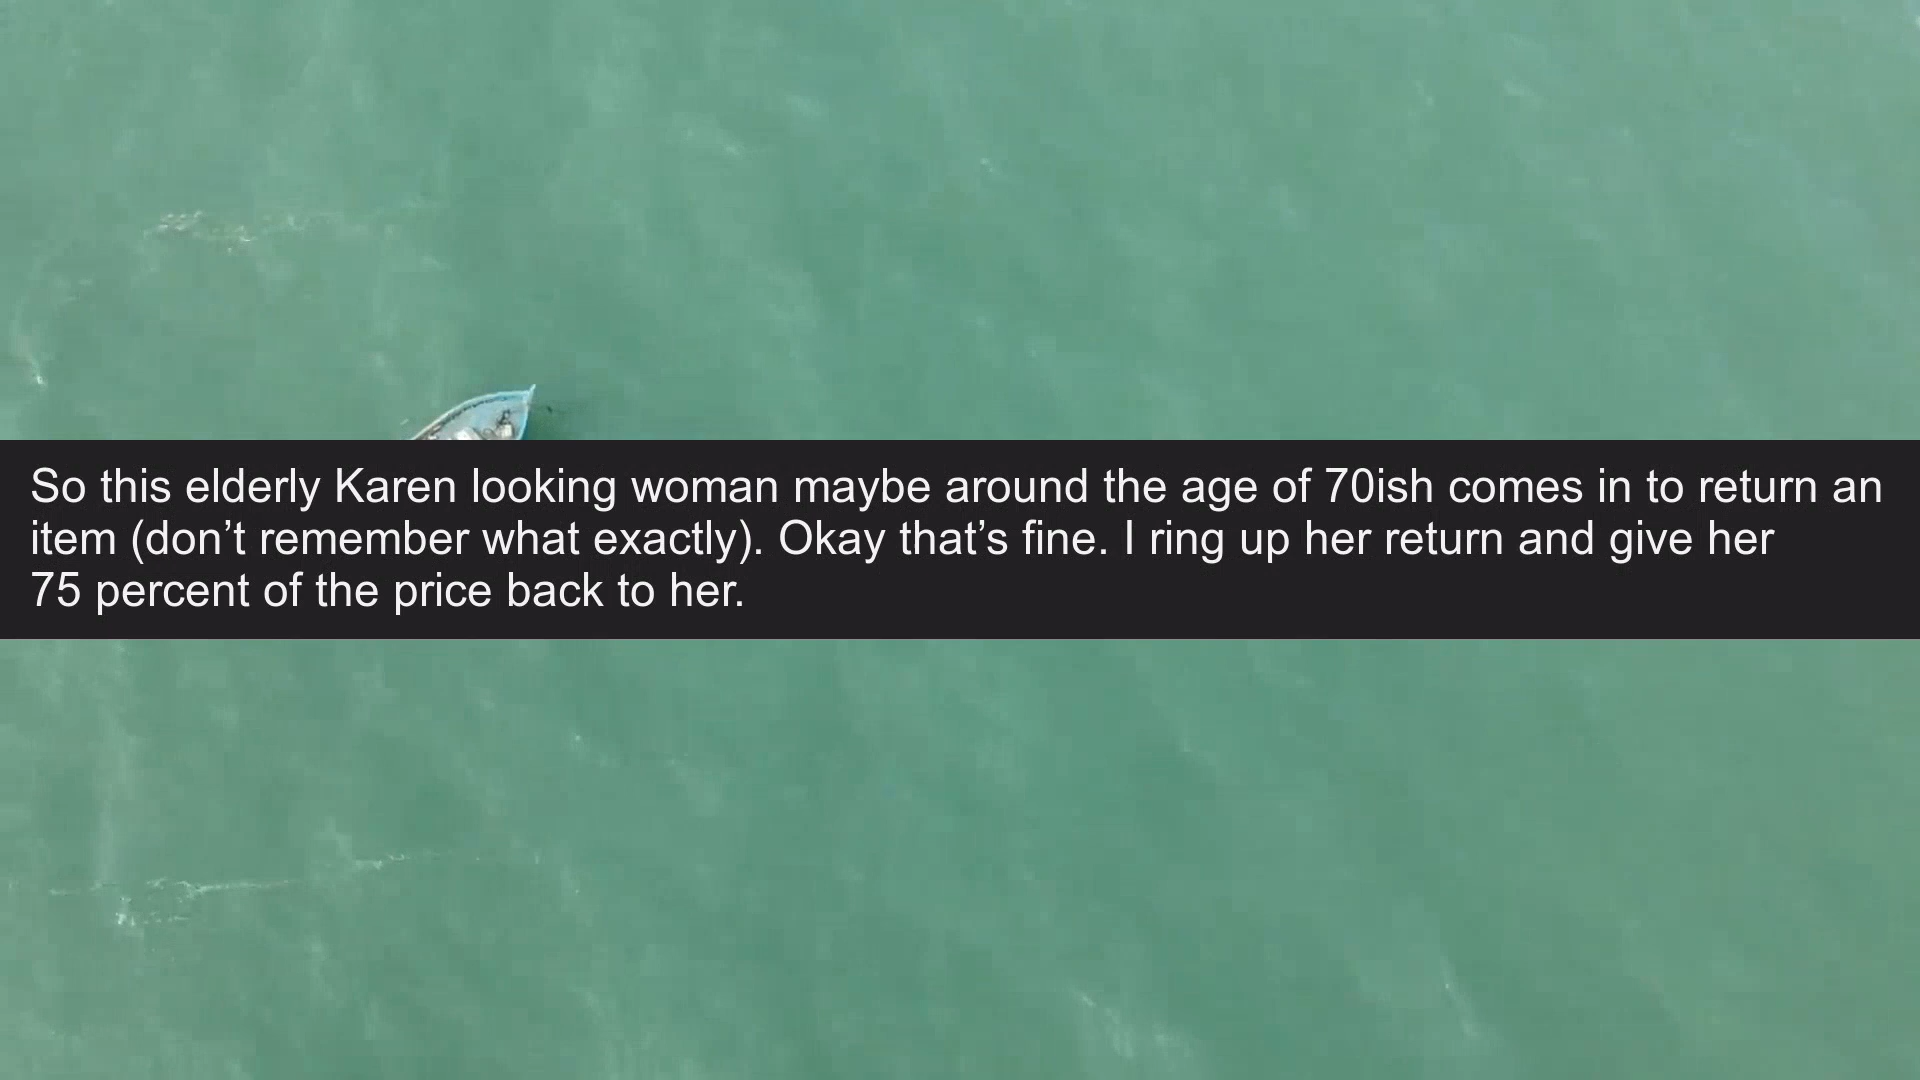 So this elderly Karen looking woman maybe around the age of 70ish comes in to return an
item (don’t remember what exactly). Okay that’s fine. I ring up her return and give her
75 percent of the price back to her.